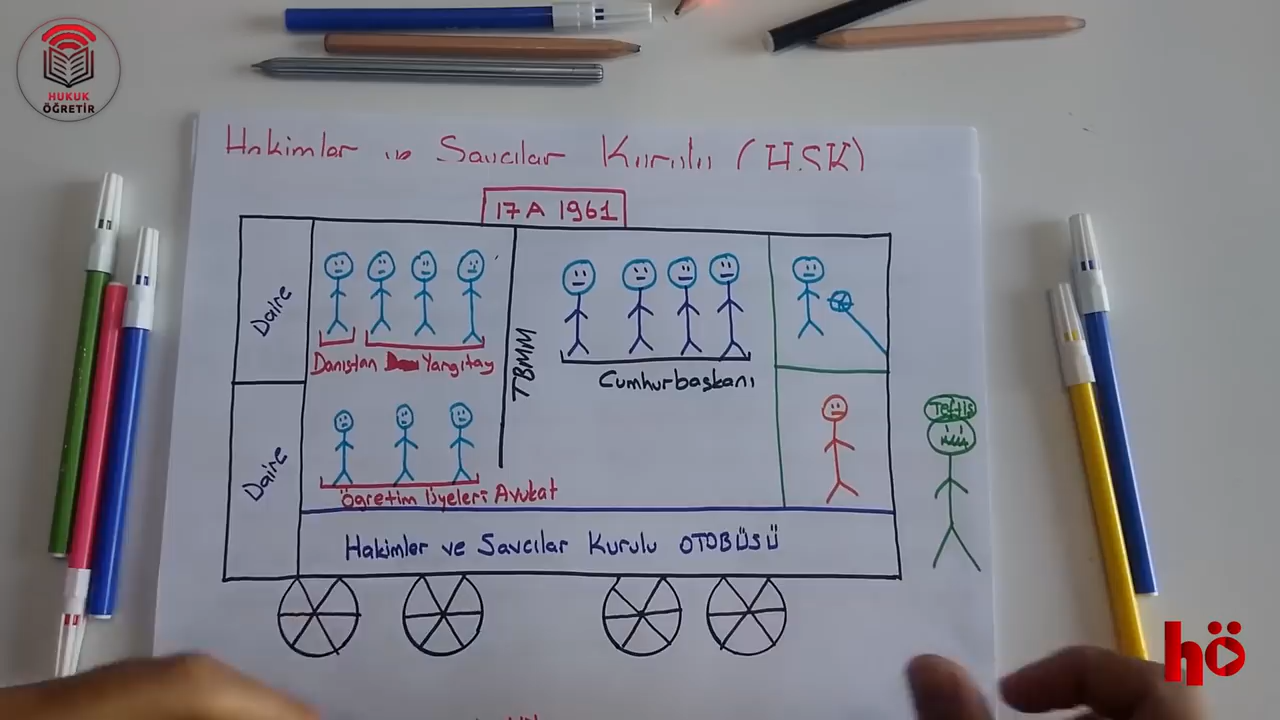 HUKUK
ÖĞRETİR
Hakimler ve Savcılar Kurulu (HSK)
17 A 1961
Daire
Danıştan Yargıtay
TBMM
Cumhurbaşkanı
Teftiş
Daire
Öğretim Üyeleri Avukat
Hakimler ve Savcılar Kurulu OTOBÜSÜ
hö